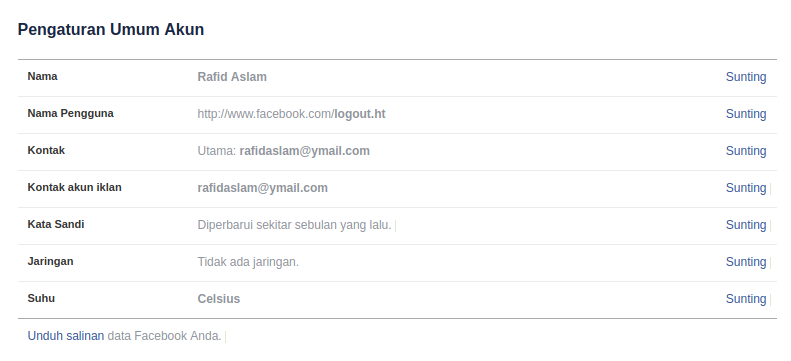 Pengaturan Umum Akun
Nama Rafid Aslam Sunting
Nama Pengguna http://www.facebook.com/logout.ht Sunting
Kontak Utama: rafidaslam@ymail.com Sunting
Kontak akun iklan rafidaslam@ymail.com Sunting
Kata Sandi Diperbarui sekitar sebulan yang lalu. Sunting
Jaringan Tidak ada jaringan. Sunting
Suhu Celsius Sunting
Unduh salinan data Facebook Anda.